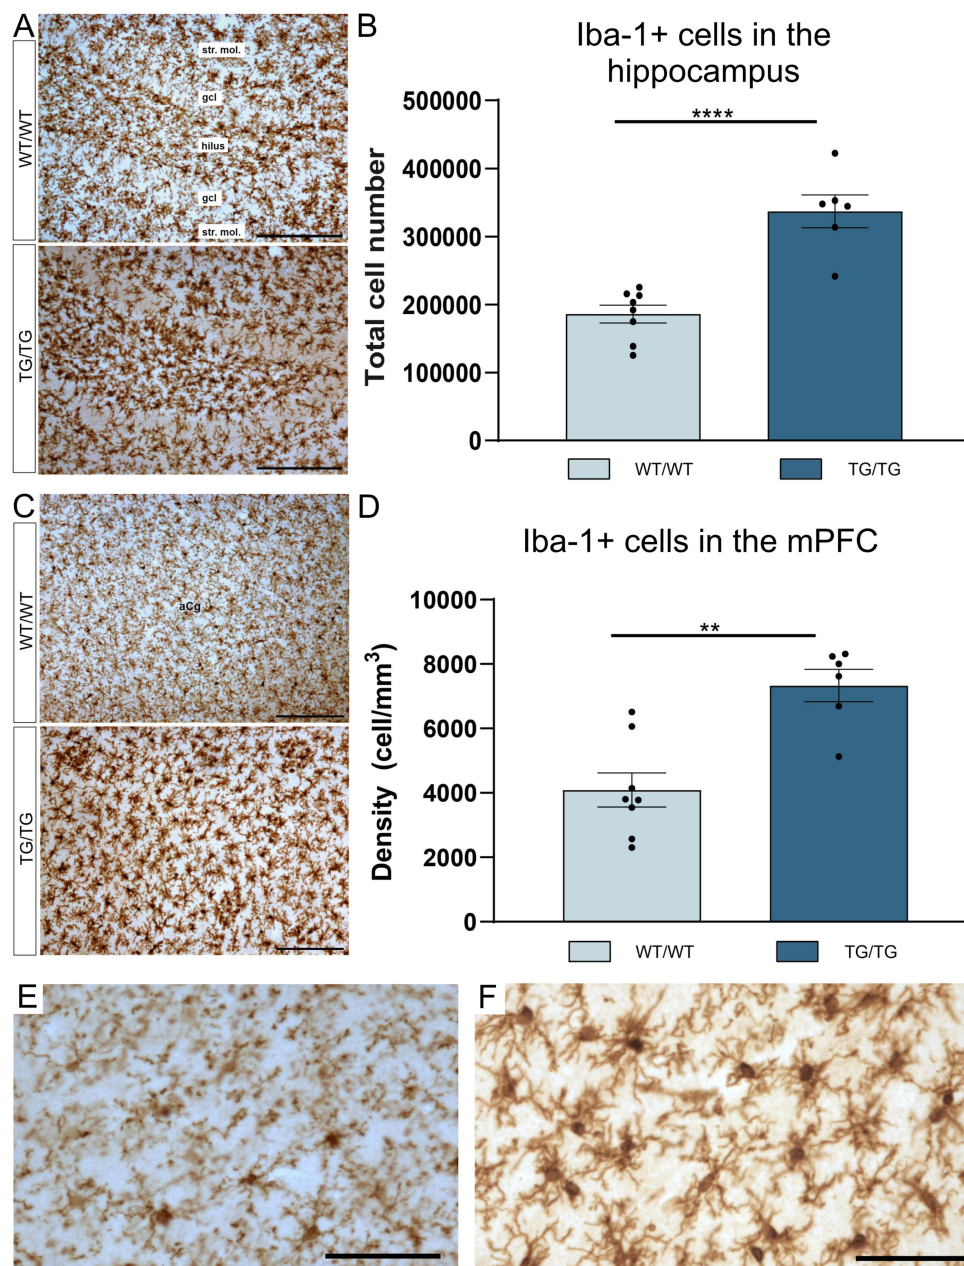 A
WT/WT
str. mol.
gcl
hilus
gcl
str. mol.
TG/TG
B
Iba-1+ cells in the
hippocampus
Total cell number
500000
400000
300000
200000
100000
0
****
WT/WT
TG/TG
C
WT/WT
aCg
TG/TG
D
Iba-1+ cells in the mPFC
Density (cell/mm³)
10000
8000
6000
4000
2000
0
**
WT/WT
TG/TG
E
F